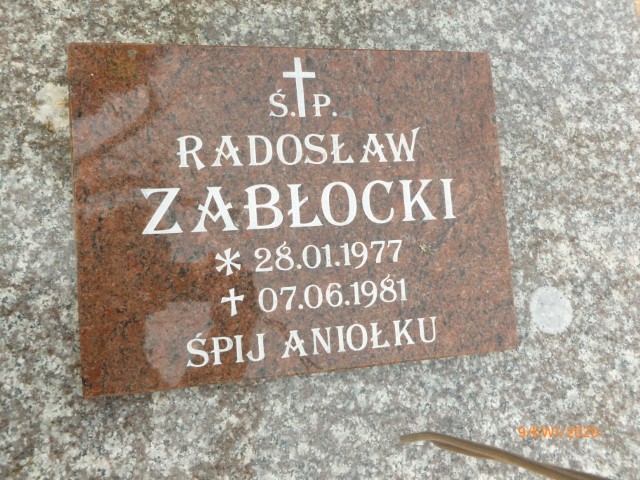 Ś.P.
RADOSŁAW
ZABŁOCKI
* 28.01.1977
† 07.06.1981
ŚPIJ ANIOŁKU